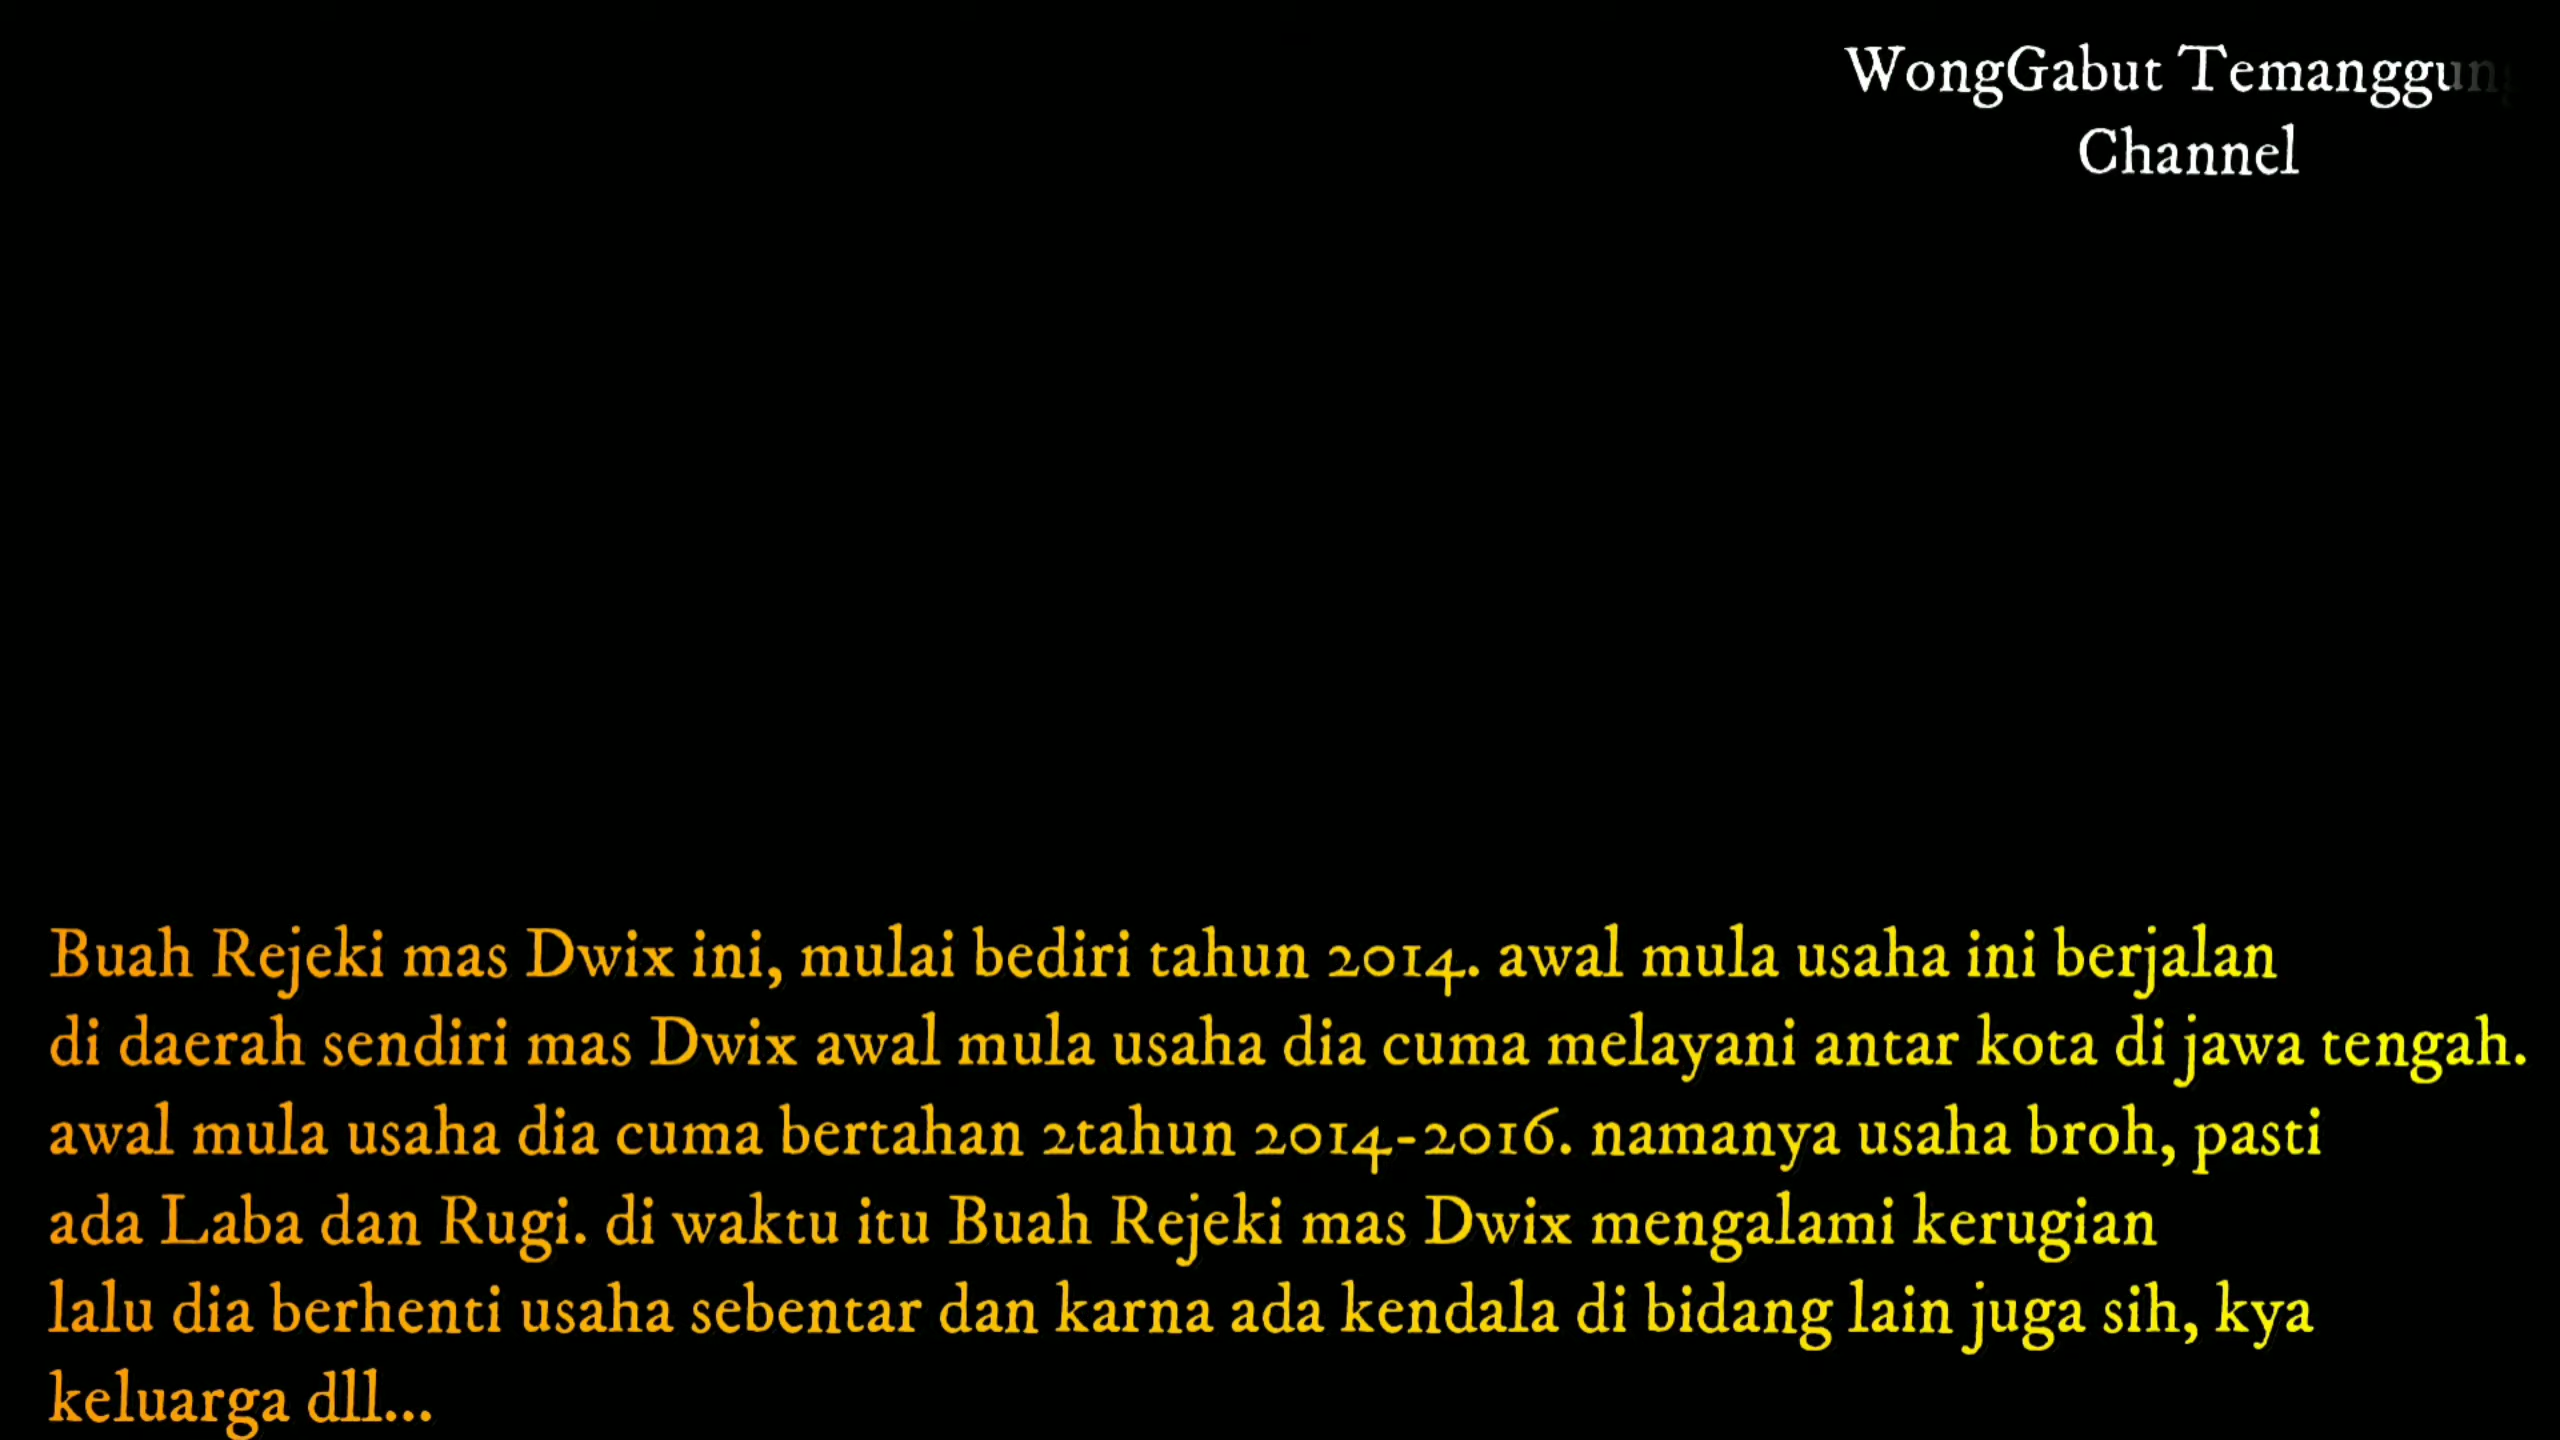 WongGabut Temanggung
Channel
Buah Rejeki mas Dwix ini, mulai bediri tahun 2014. awal mula usaha ini berjalan
di daerah sendiri mas Dwix awal mula usaha dia cuma melayani antar kota di jawa tengah.
awal mula usaha dia cuma bertahan 2tahun 2014-2016. namanya usaha broh, pasti
ada Laba dan Rugi. di waktu itu Buah Rejeki mas Dwix mengalami kerugian
lalu dia berhenti usaha sebentar dan karna ada kendala di bidang lain juga sih, kya
keluarga dll...